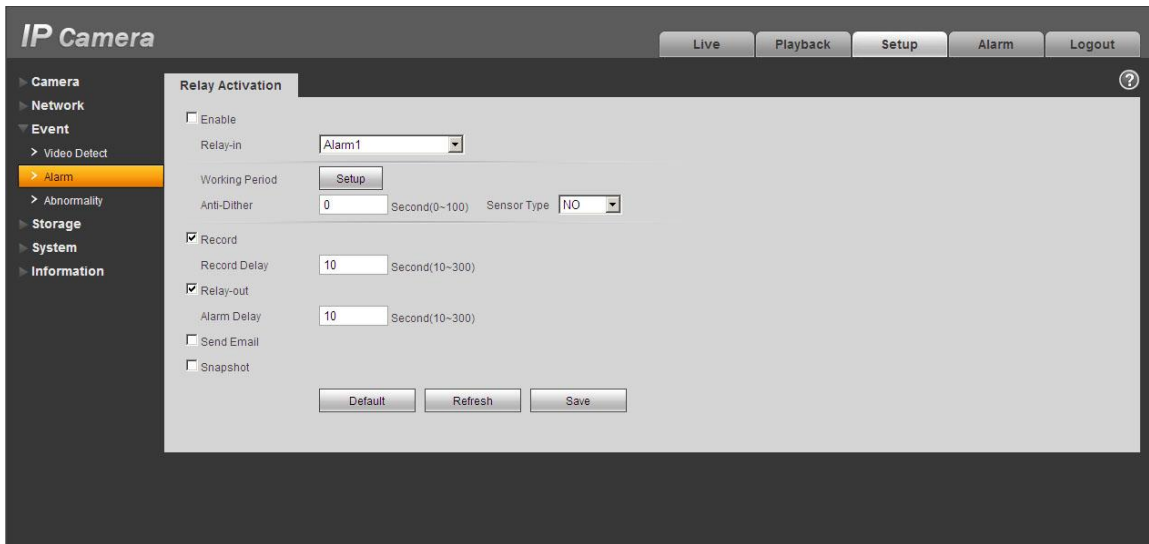 IP Camera
Live
Playback
Setup
Alarm
Logout
Camera
Network
Event
> Video Detect
> Alarm
> Abnormality
Storage
System
Information
Relay Activation
?
Enable
Relay-in Alarm1
Working Period Setup
Anti-Dither 0 Second(0~100) Sensor Type NO
Record
Record Delay 10 Second(10~300)
Relay-out
Alarm Delay 10 Second(10~300)
Send Email
Snapshot
Default Refresh Save